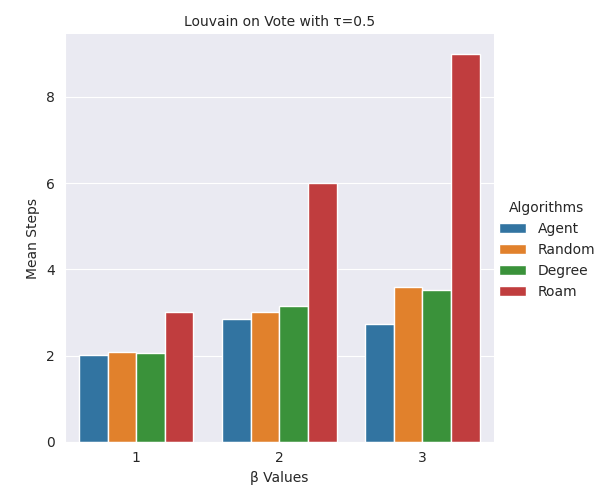 Louvain on Vote with τ=0.5
Mean Steps
8
6
4
2
0
1 2 3
β Values
Algorithms
Agent
Random
Degree
Roam